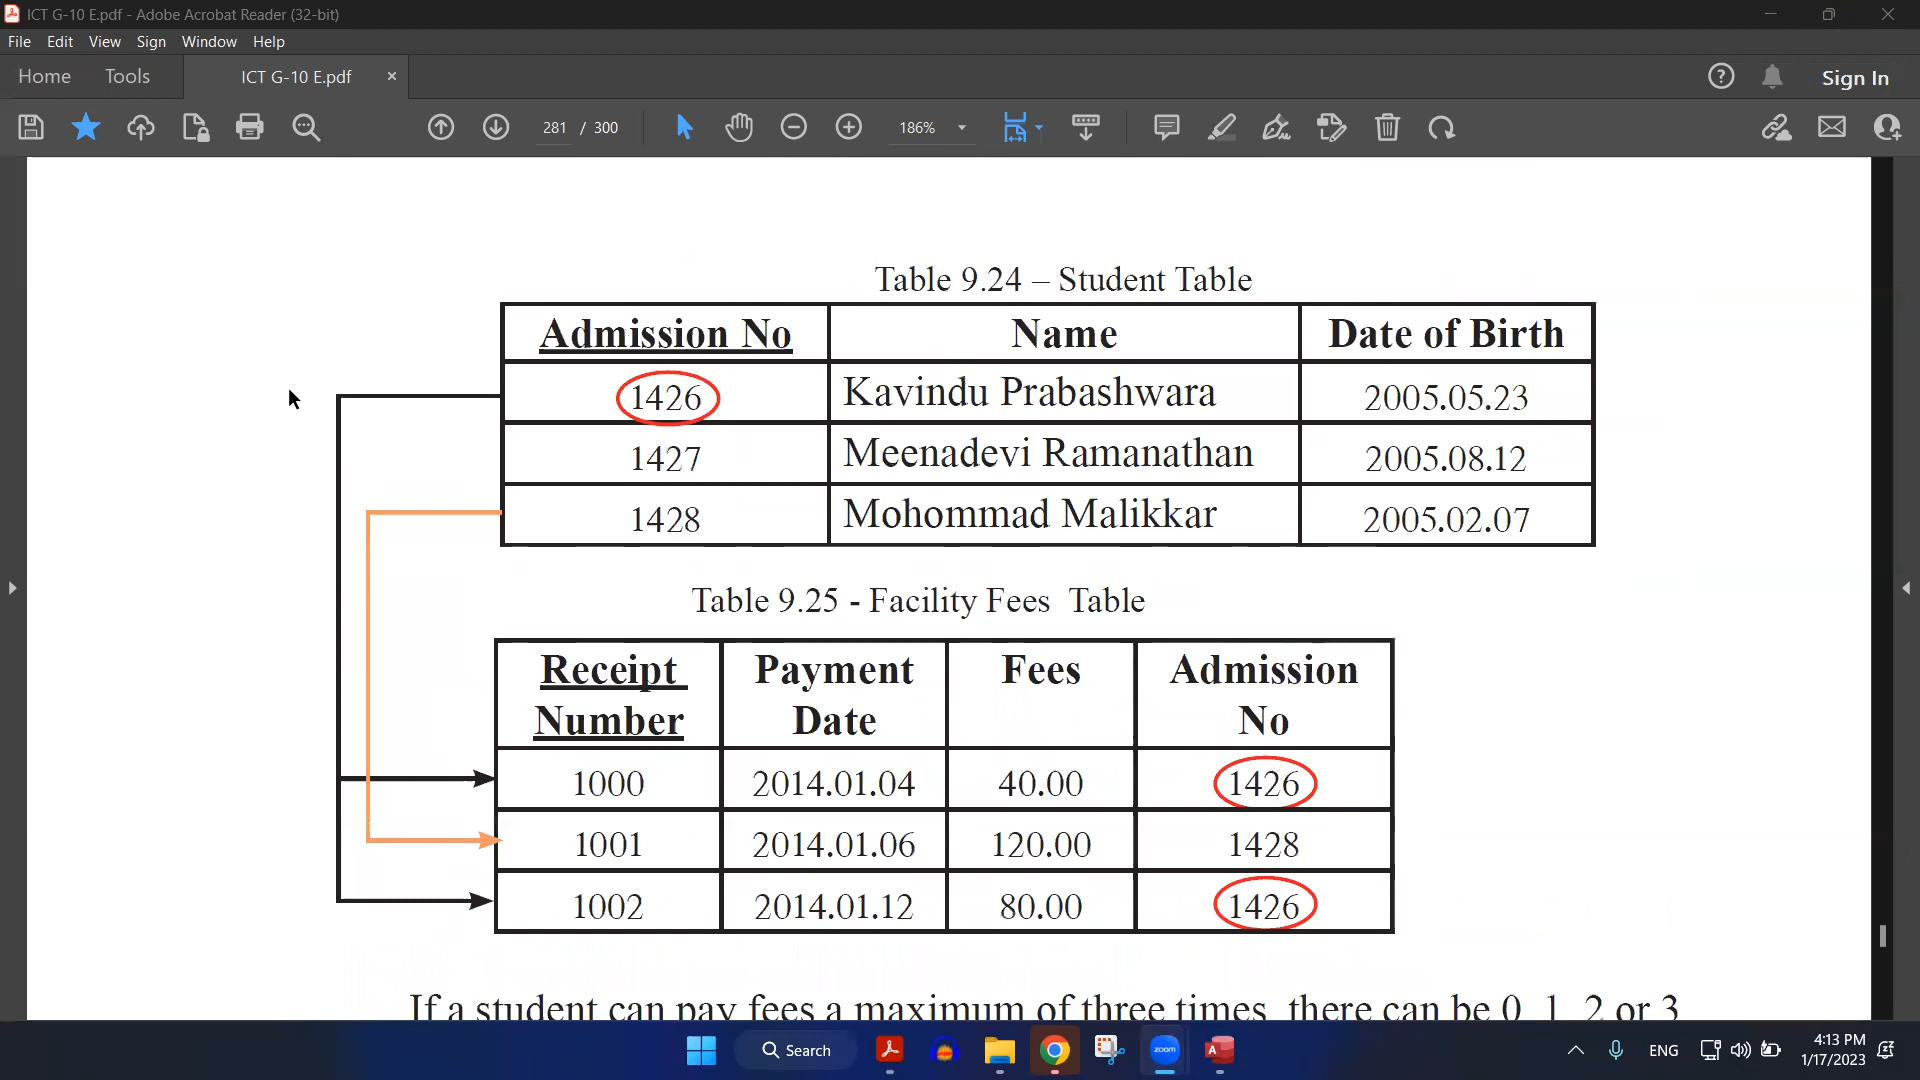 ICT G-10 E.pdf - Adobe Acrobat Reader (32-bit)
File Edit View Sign Window Help
Home Tools ICT G-10 E.pdf × Sign In
281 / 300 186%
Table 9.24 – Student Table
Admission No Name Date of Birth
1426 Kavindu Prabashwara 2005.05.23
1427 Meenadevi Ramanathan 2005.08.12
1428 Mohommad Malikkar 2005.02.07
Table 9.25 - Facility Fees Table
Receipt Number Payment Date Fees Admission No
1000 2014.01.04 40.00 1426
1001 2014.01.06 120.00 1428
1002 2014.01.12 80.00 1426
If a student can pay fees a maximum of three times, there can be 0, 1, 2 or 3
Search zoom ENG 4:13 PM
1/17/2023